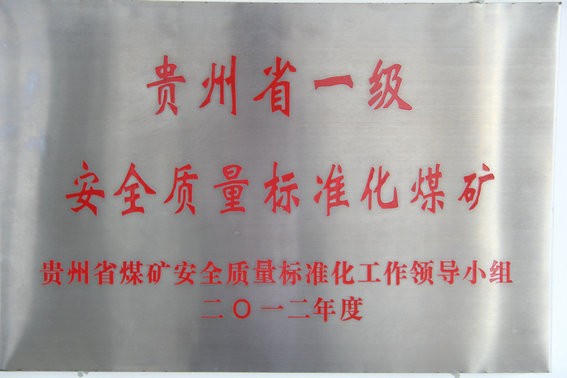 贵州省一级
安全质量标准化煤矿
贵州省煤矿安全质量标准化工作领导小组
二〇一二年度